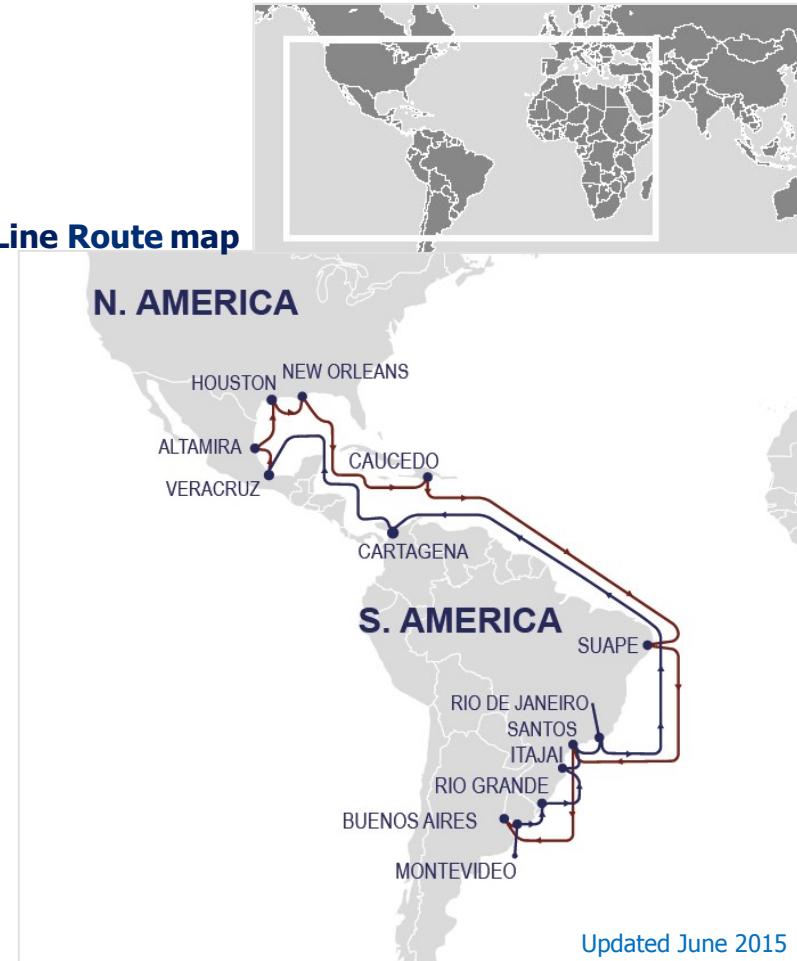 Line Route map
N. AMERICA
NEW ORLEANS
HOUSTON
ALTAMIRA
CAUCEDO
VERACRUZ
CARTAGENA
S. AMERICA
SUAPE
RIO DE JANEIRO
SANTOS
ITAJAI
RIO GRANDE
BUENOS AIRES
MONTEVIDEO
Updated June 2015